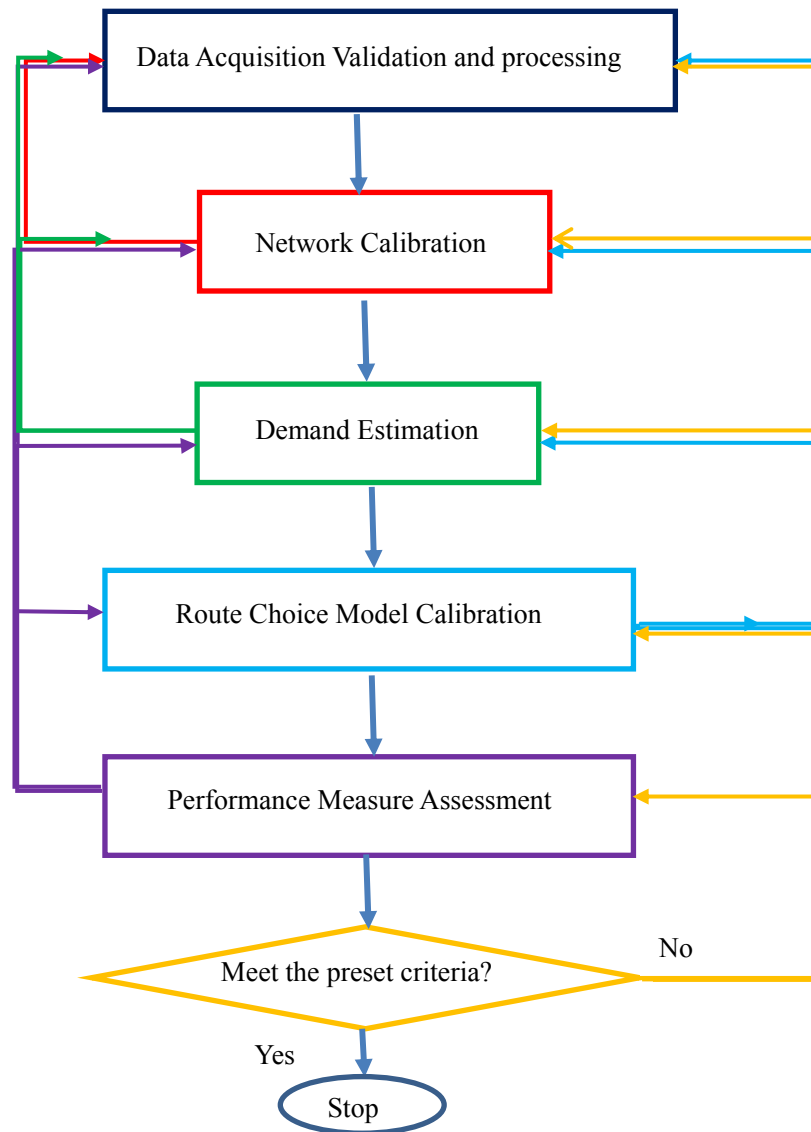 Data Acquisition Validation and processing
Network Calibration
Demand Estimation
Route Choice Model Calibration
Performance Measure Assessment
Meet the preset criteria?
No
Yes
Stop